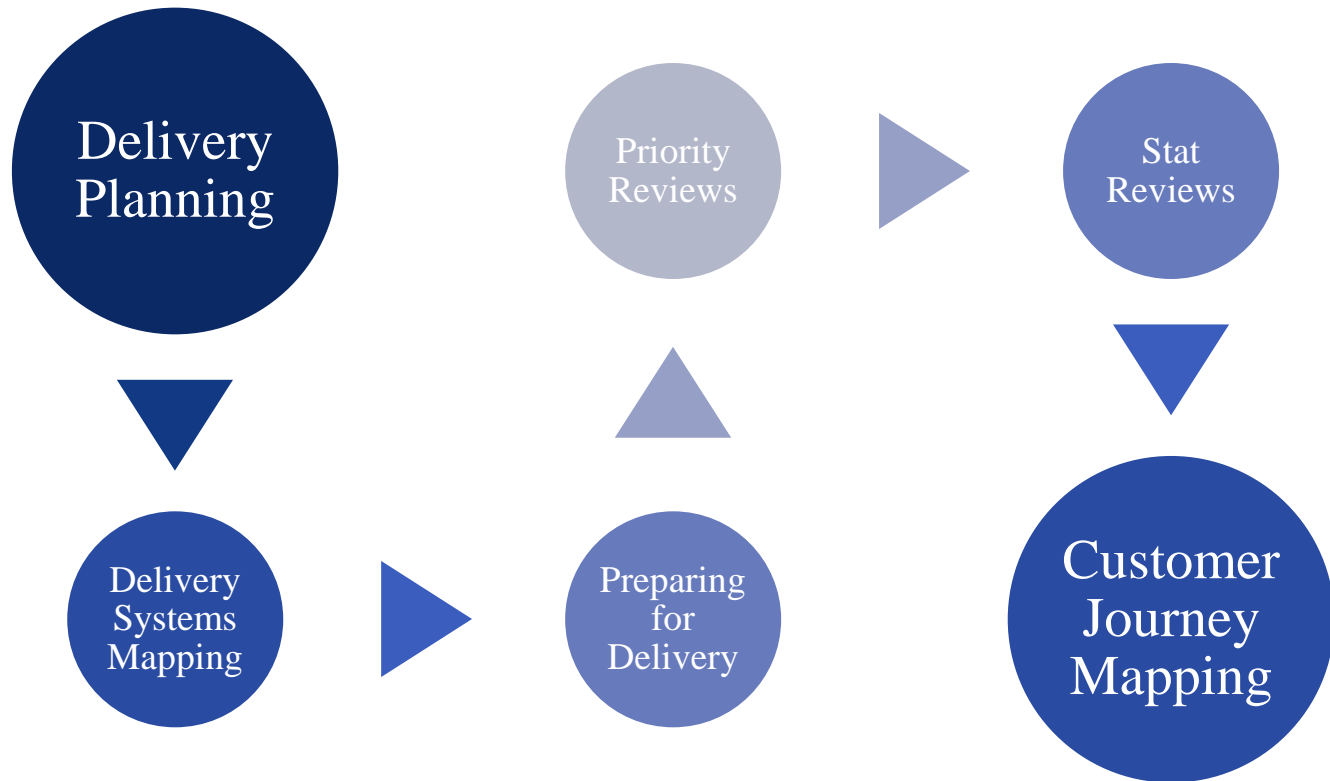 Delivery
Planning
Delivery
Systems
Mapping
Preparing
for
Delivery
Priority
Reviews
Stat
Reviews
Customer
Journey
Mapping